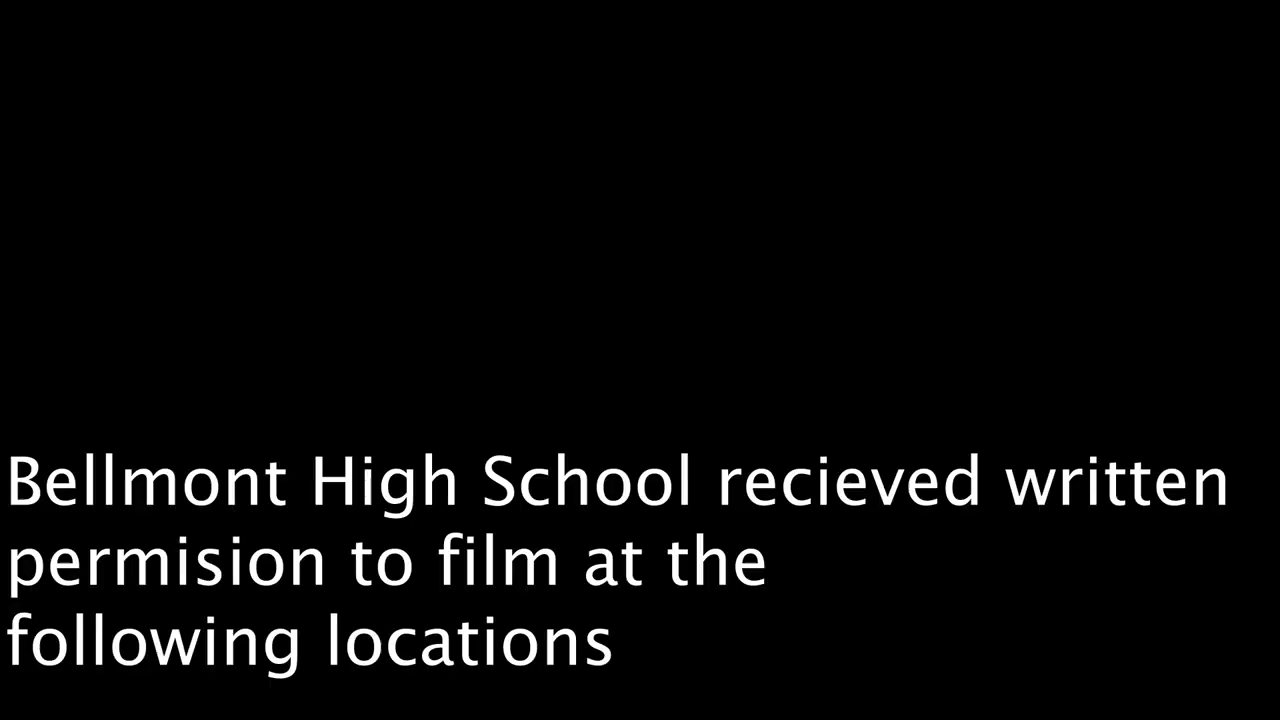 Bellmont High School recieved written
permision to film at the
following locations